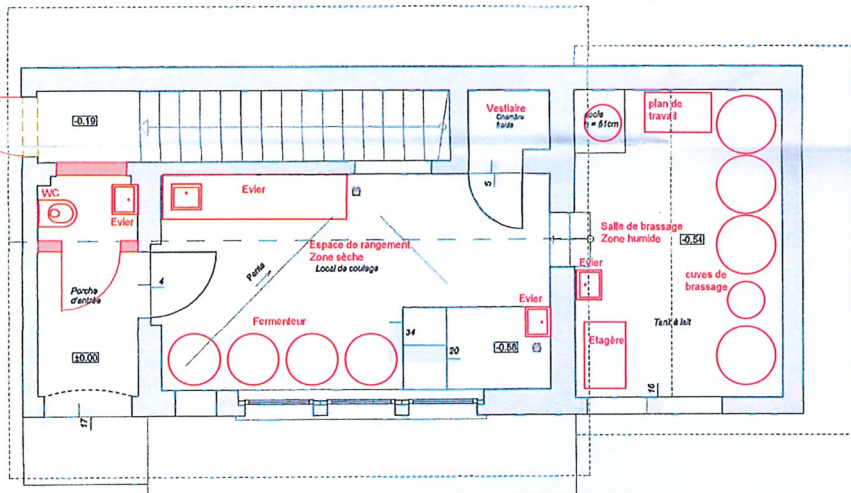 -0.19
Vestiaire
Chambre
froide
socle
h = 51cm
plan de
travail
WC
Evier
Evier
5
Espace de rangement
Zone sèche
Local de coulage
Pente
4
Porche
d'entrée
±0.00
Fermenteur
34
20
Evier
-0.58
17
Salle de brassage
Zone humide
-0.54
Evier
cuves de
brassage
Tank à lait
Etagère
16